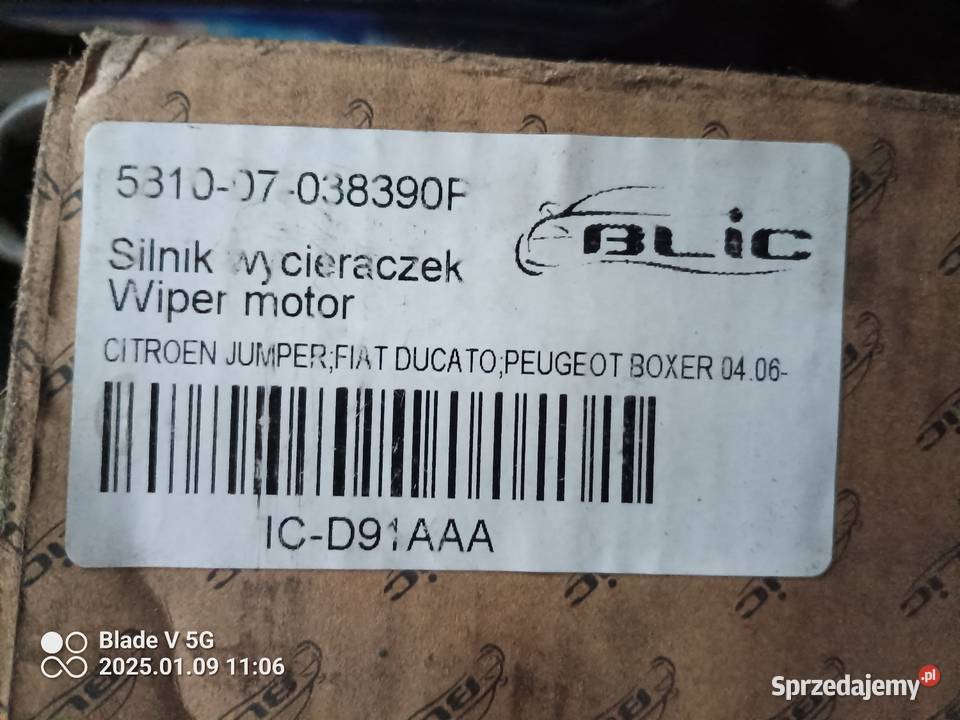 5810-07-038390P
BLiC
Silnik wycieraczek
Wiper motor
CITROEN JUMPER;FIAT DUCATO;PEUGEOT BOXER 04.06-
IC-D91AAA
Blade V 5G
2025.01.09 11:06
Sprzedajemy.pl